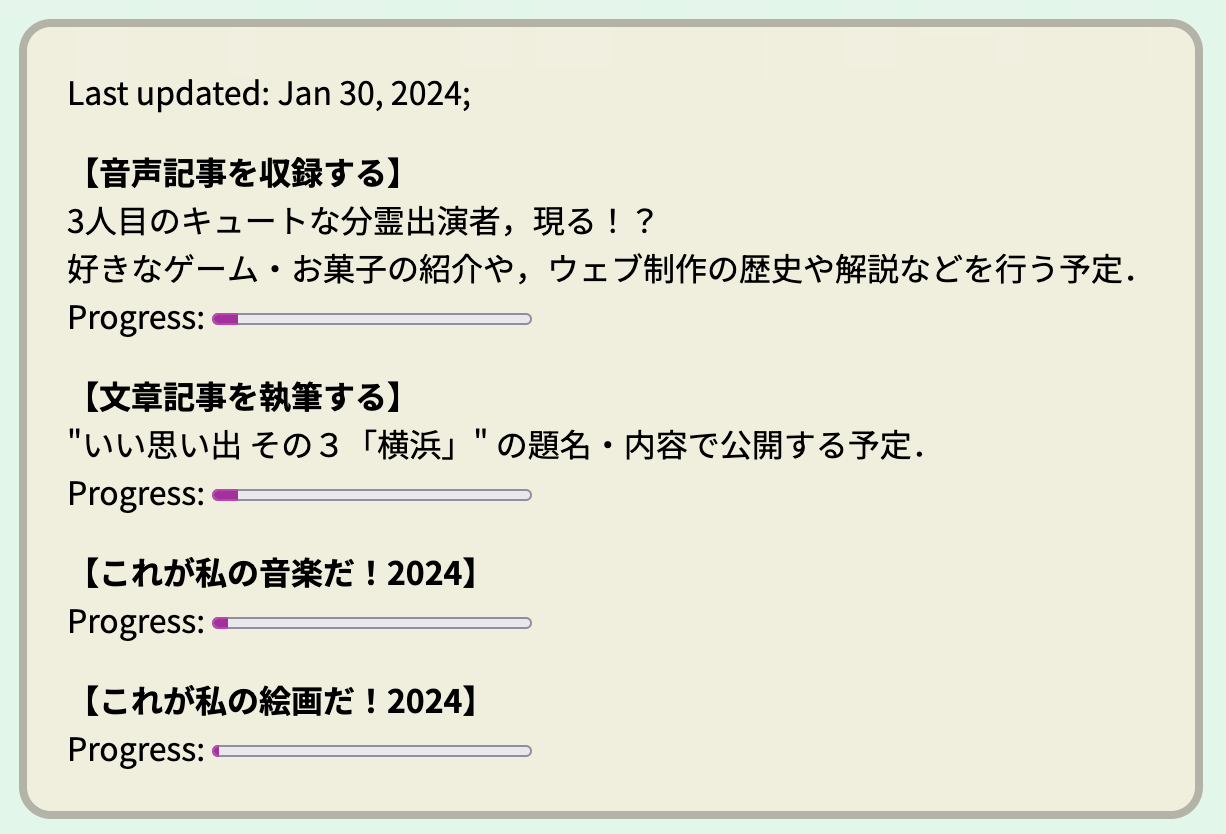 Last updated: Jan 30, 2024;
【音声記事を収録する】
3人目のキュートな分霊出演者，現る！？
好きなゲーム・お菓子の紹介や，ウェブ制作の歴史や解説などを行う予定．
Progress:
【文章記事を執筆する】
"いい思い出 その３「横浜」" の題名・内容で公開する予定．
Progress:
【これが私の音楽だ！2024】
Progress:
【これが私の絵画だ！2024】
Progress: